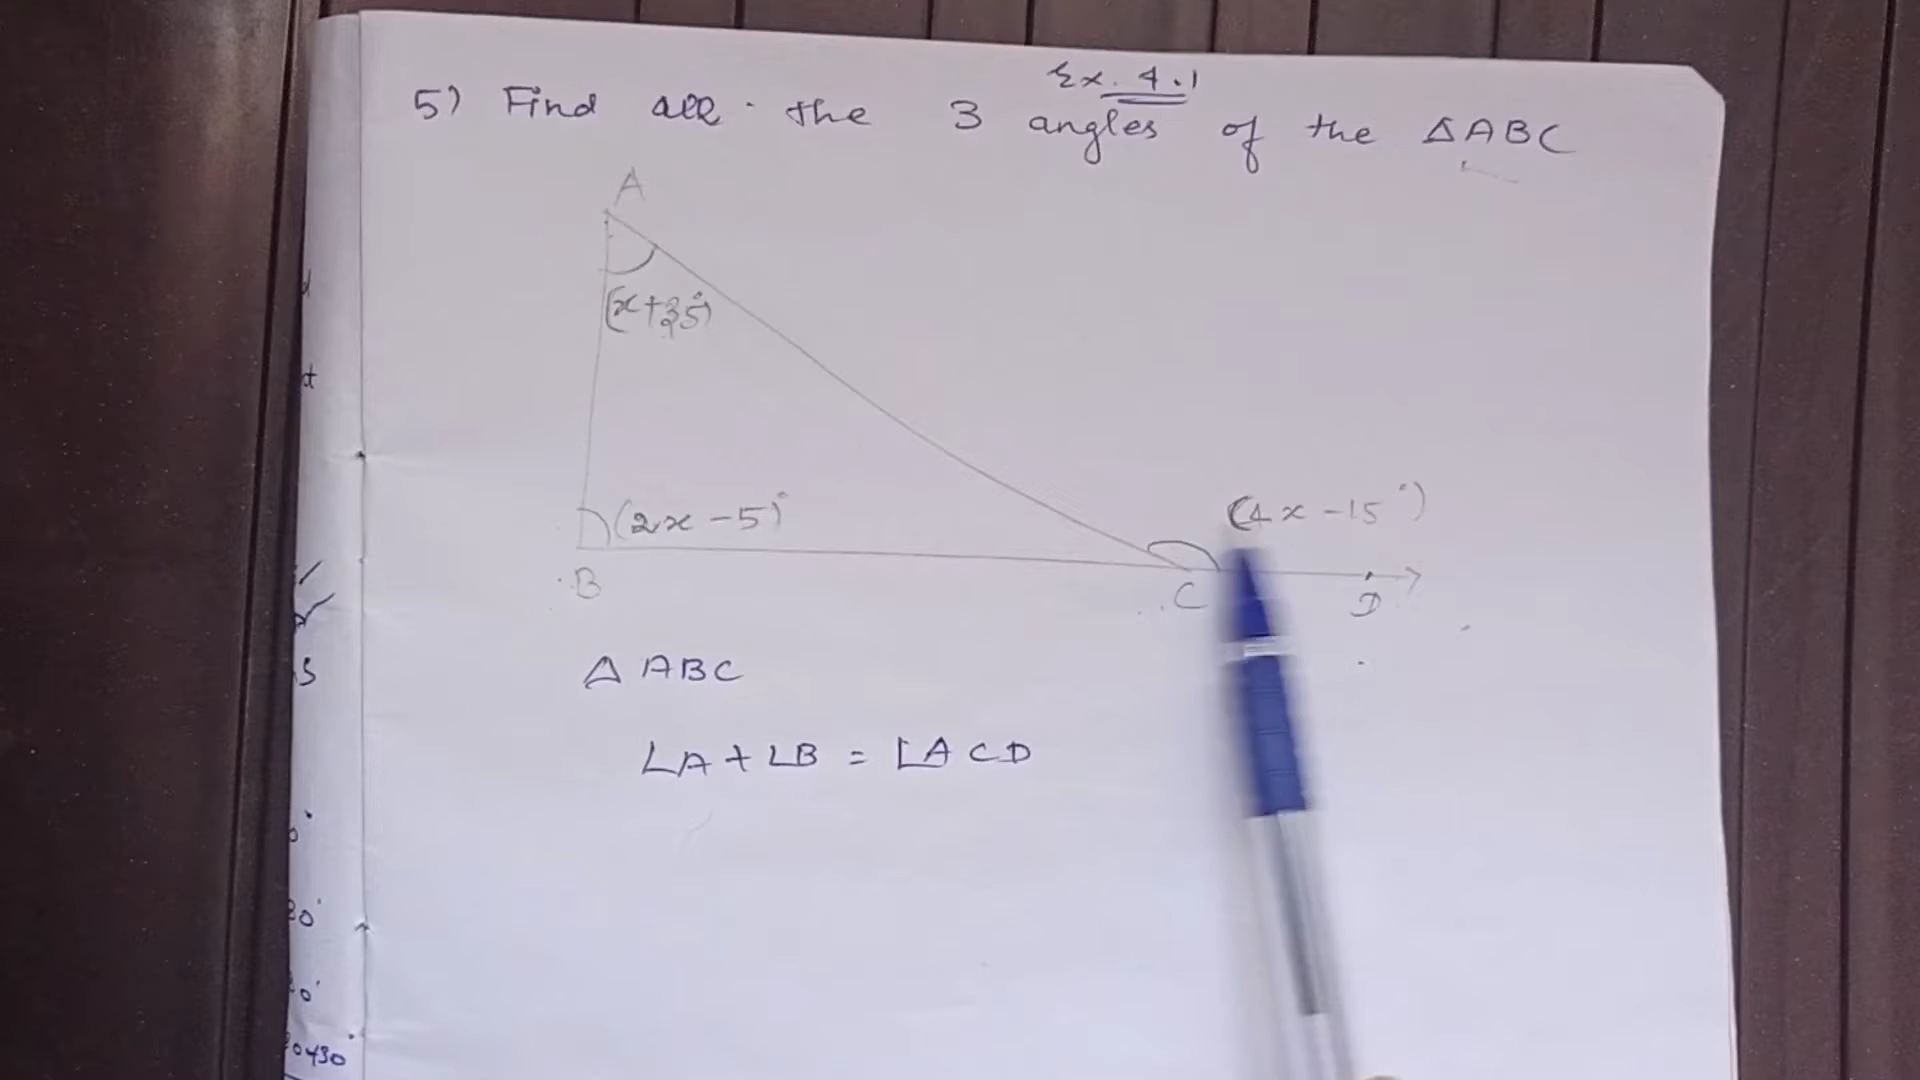 Ex. 4.1
5) Find all the 3 angles of the △ABC
A
(x+35°)
(2x-5)°
(4x-15°)
B
C
D
△ ABC
∠A + ∠B = ∠ACD